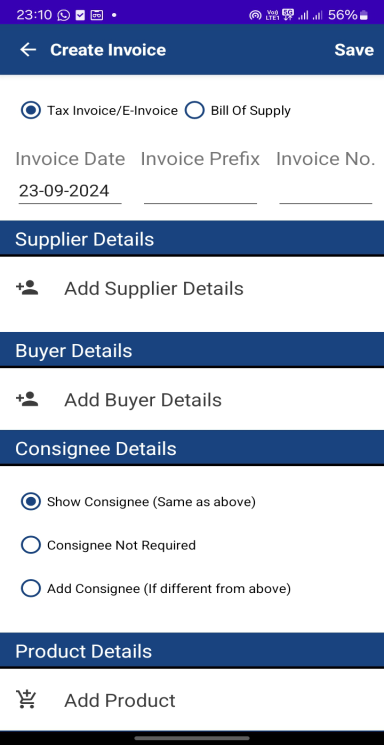 23:10 56%
Create Invoice Save
Tax Invoice/E-Invoice Bill Of Supply
Invoice Date Invoice Prefix Invoice No.
23-09-2024
Supplier Details
Add Supplier Details
Buyer Details
Add Buyer Details
Consignee Details
Show Consignee (Same as above)
Consignee Not Required
Add Consignee (If different from above)
Product Details
Add Product